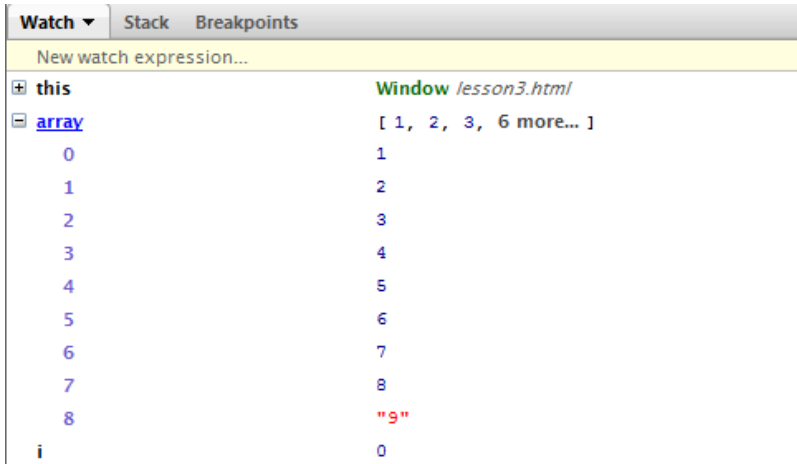 Watch ▼ Stack Breakpoints
New watch expression...
this Window lesson3.html
array [ 1, 2, 3, 6 more... ]
0 1
1 2
2 3
3 4
4 5
5 6
6 7
7 8
8 "9"
i 0